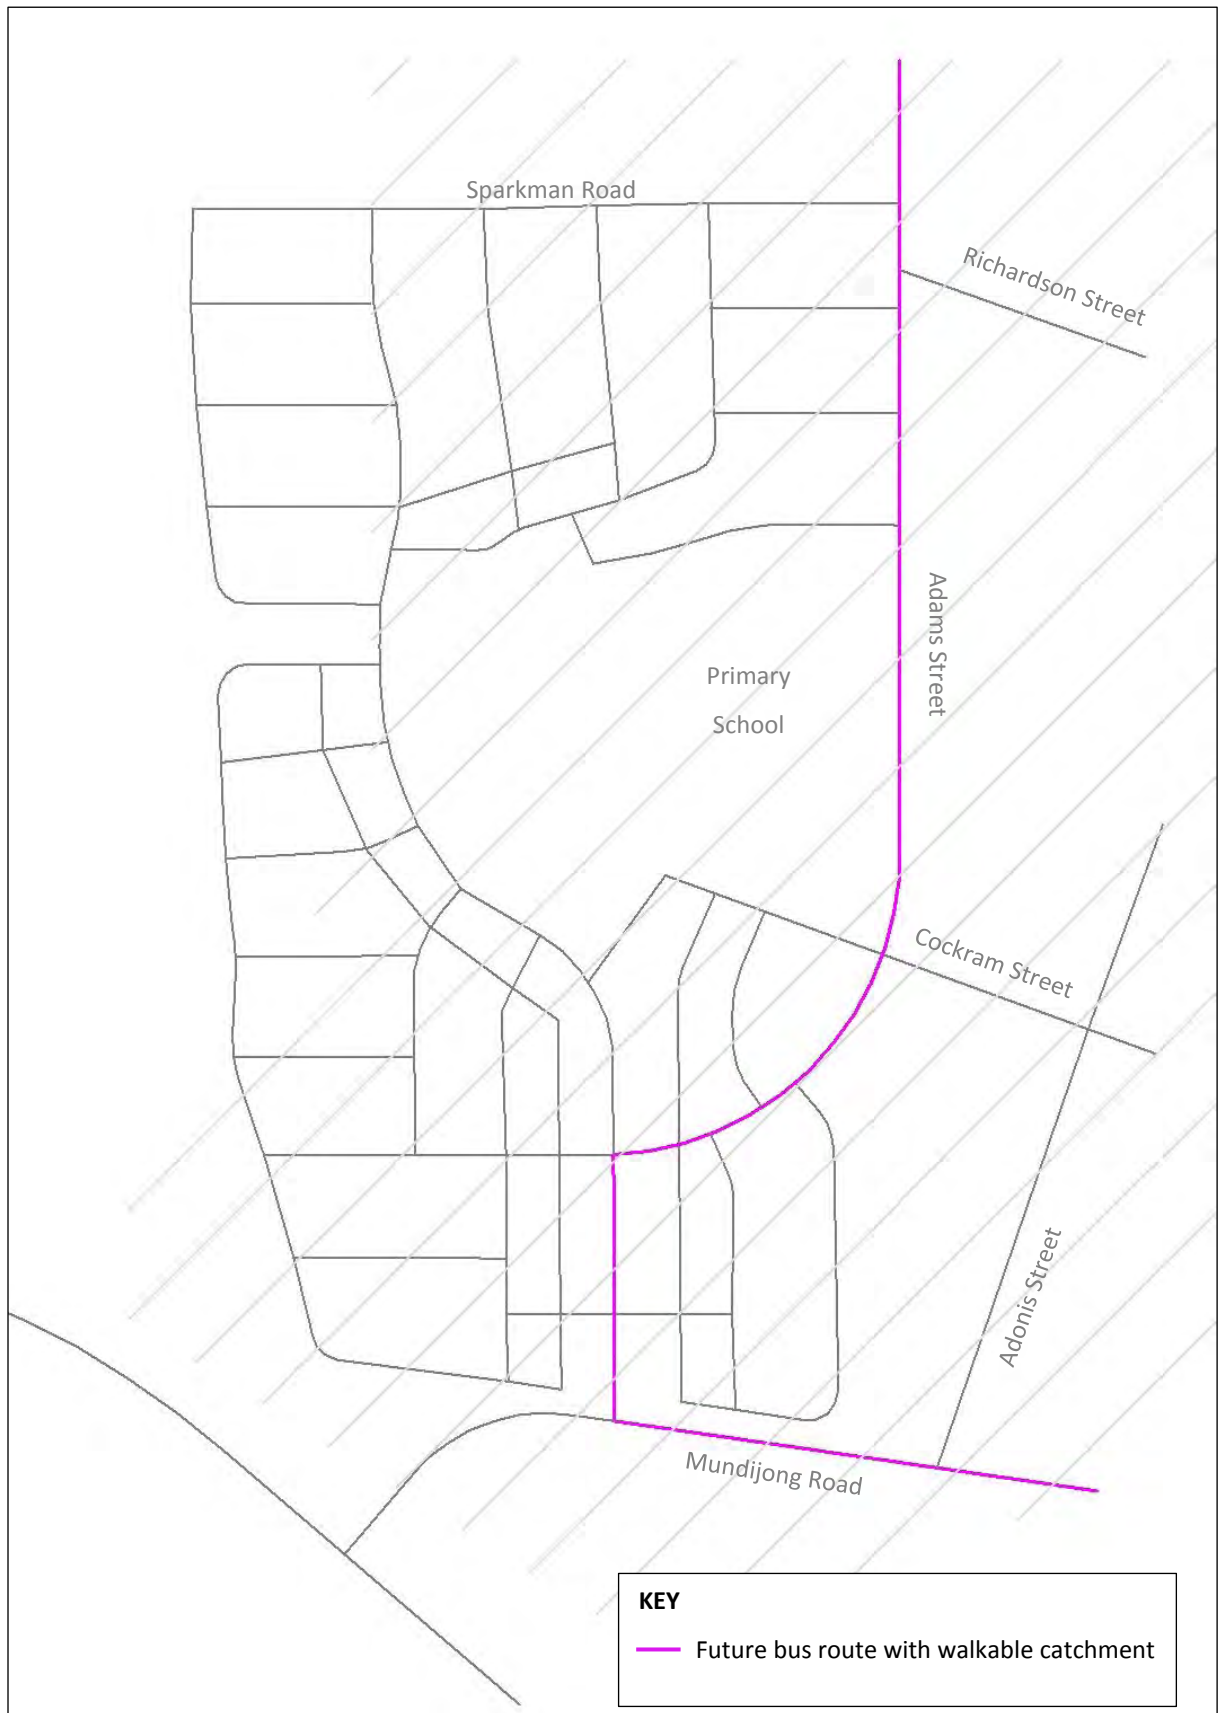 Sparkman Road
Richardson Street
Adams Street
Primary
School
Cockram Street
Adonis Street
Mundijong Road
KEY
Future bus route with walkable catchment